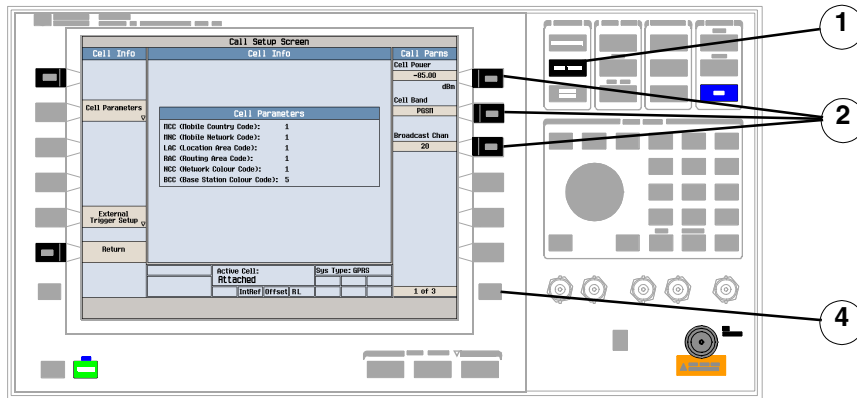 Call Setup Screen
Cell Info
Cell Info
Call Parms
Cell Power
-85.00
dBm
Cell Parameters
Cell Band
PGSM
Cell Parameters
MCC (Mobile Country Code): 1
MNC (Mobile Network Code): 1
LAC (Location Area Code): 1
RAC (Routing Area Code): 1
NCC (Network Colour Code): 1
BCC (Base Station Colour Code): 5
Broadcast Chan
20
External
Trigger Setup
Return
Active Cell:
Attached
Sys Type: GPRS
IntRef Offset RL
1 of 3
1
2
4